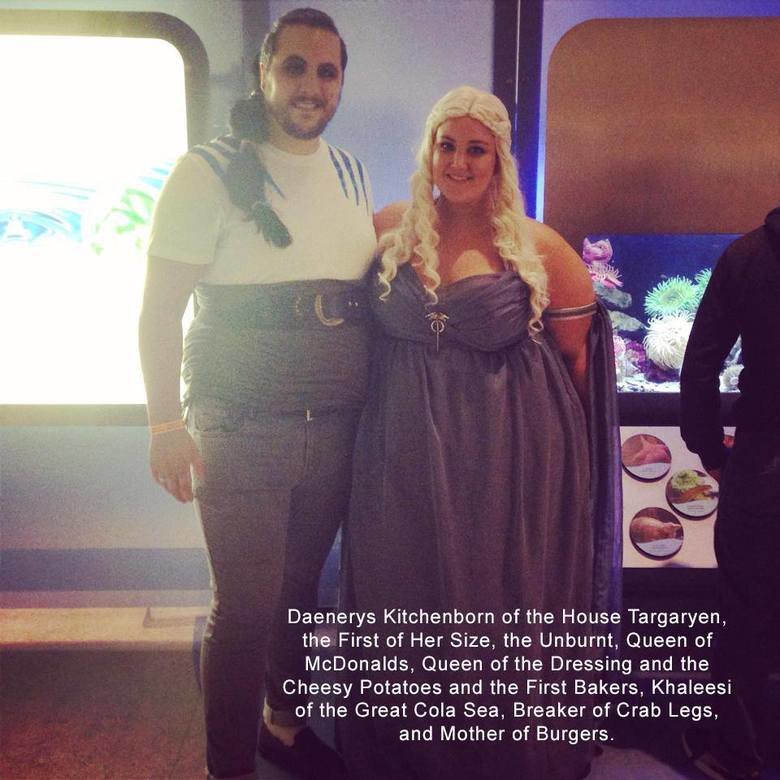 Daenerys Kitchenborn of the House Targaryen,
the First of Her Size, the Unburnt, Queen of
McDonalds, Queen of the Dressing and the
Cheesy Potatoes and the First Bakers, Khaleesi
of the Great Cola Sea, Breaker of Crab Legs,
and Mother of Burgers.